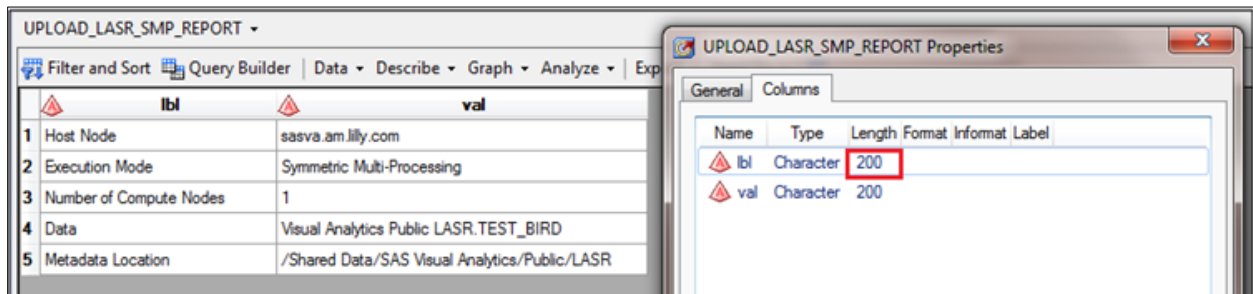 UPLOAD_LASR_SMP_REPORT
Filter and Sort Query Builder Data Describe Graph Analyze Exp
lbl val
1 Host Node sasva.am.lilly.com
2 Execution Mode Symmetric Multi-Processing
3 Number of Compute Nodes 1
4 Data Visual Analytics Public LASR.TEST_BIRD
5 Metadata Location /Shared Data/SAS Visual Analytics/Public/LASR
UPLOAD_LASR_SMP_REPORT Properties
General Columns
Name Type Length Format Informat Label
lbl Character 200
val Character 200